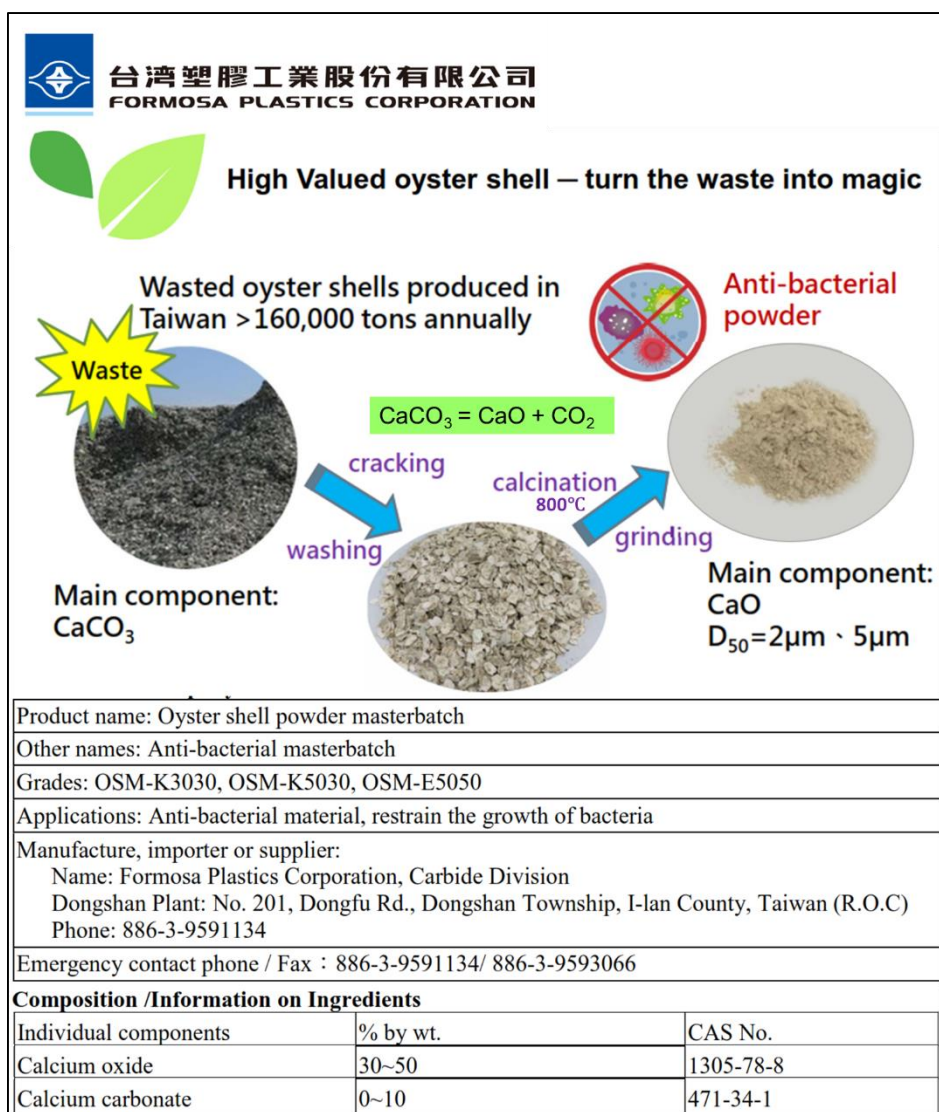 台湾塑膠工業股份有限公司
FORMOSA PLASTICS CORPORATION
High Valued oyster shell — turn the waste into magic
Wasted oyster shells produced in
Taiwan >160,000 tons annually
Anti-bacterial
powder
Waste
CaCO₃ = CaO + CO₂
cracking
washing
calcination
800℃
grinding
Main component:
CaCO₃
Main component:
CaO
D₅₀=2μm、5μm
Product name: Oyster shell powder masterbatch
Other names: Anti-bacterial masterbatch
Grades: OSM-K3030, OSM-K5030, OSM-E5050
Applications: Anti-bacterial material, restrain the growth of bacteria
Manufacture, importer or supplier:
Name: Formosa Plastics Corporation, Carbide Division
Dongshan Plant: No. 201, Dongfu Rd., Dongshan Township, I-lan County, Taiwan (R.O.C)
Phone: 886-3-9591134
Emergency contact phone / Fax：886-3-9591134/ 886-3-9593066
Composition /Information on Ingredients
Individual components % by wt. CAS No.
Calcium oxide 30~50 1305-78-8
Calcium carbonate 0~10 471-34-1